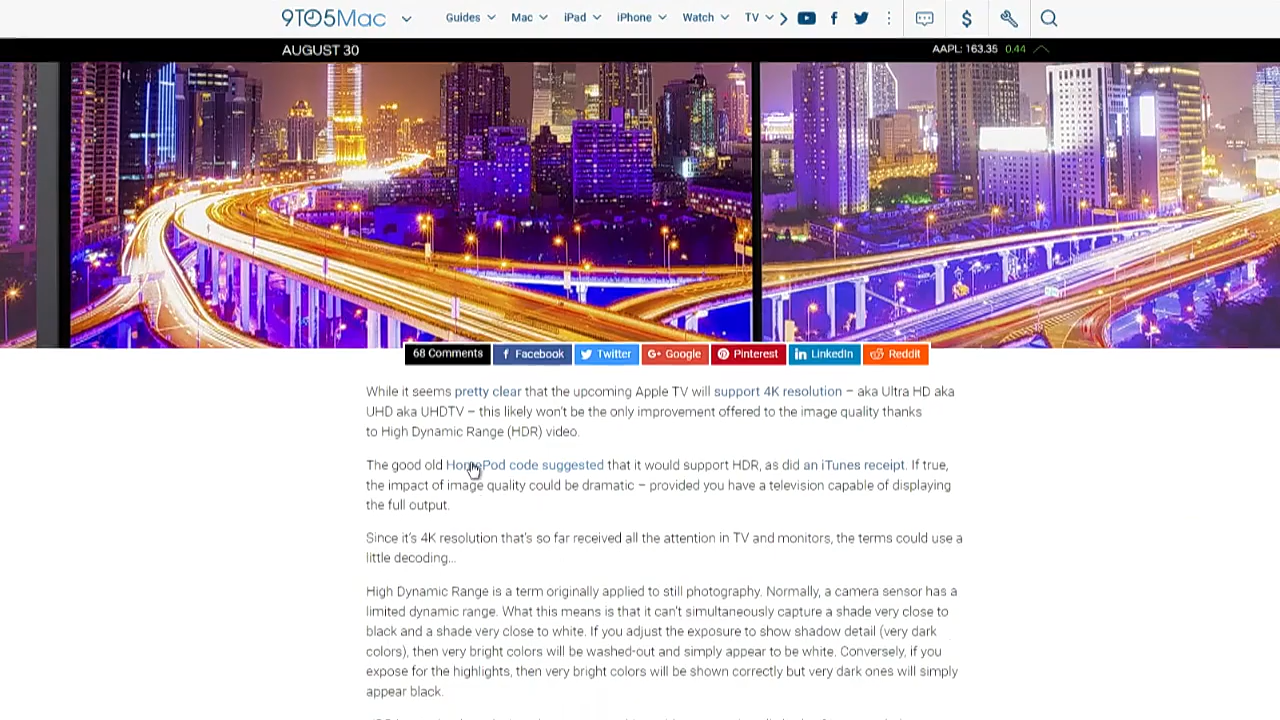 9TO5Mac Guides Mac iPad iPhone Watch TV
AUGUST 30 AAPL: 163.35 0.44
68 Comments Facebook Twitter Google Pinterest LinkedIn Reddit
While it seems pretty clear that the upcoming Apple TV will support 4K resolution – aka Ultra HD aka
UHD aka UHDTV – this likely won't be the only improvement offered to the image quality thanks
to High Dynamic Range (HDR) video.
The good old HomePod code suggested that it would support HDR, as did an iTunes receipt. If true,
the impact of image quality could be dramatic – provided you have a television capable of displaying
the full output.
Since it's 4K resolution that's so far received all the attention in TV and monitors, the terms could use a
little decoding...
High Dynamic Range is a term originally applied to still photography. Normally, a camera sensor has a
limited dynamic range. What this means is that it can't simultaneously capture a shade very close to
black and a shade very close to white. If you adjust the exposure to show shadow detail (very dark
colors), then very bright colors will be washed-out and simply appear to be white. Conversely, if you
expose for the highlights, then very bright colors will be shown correctly but very dark ones will simply
appear black.